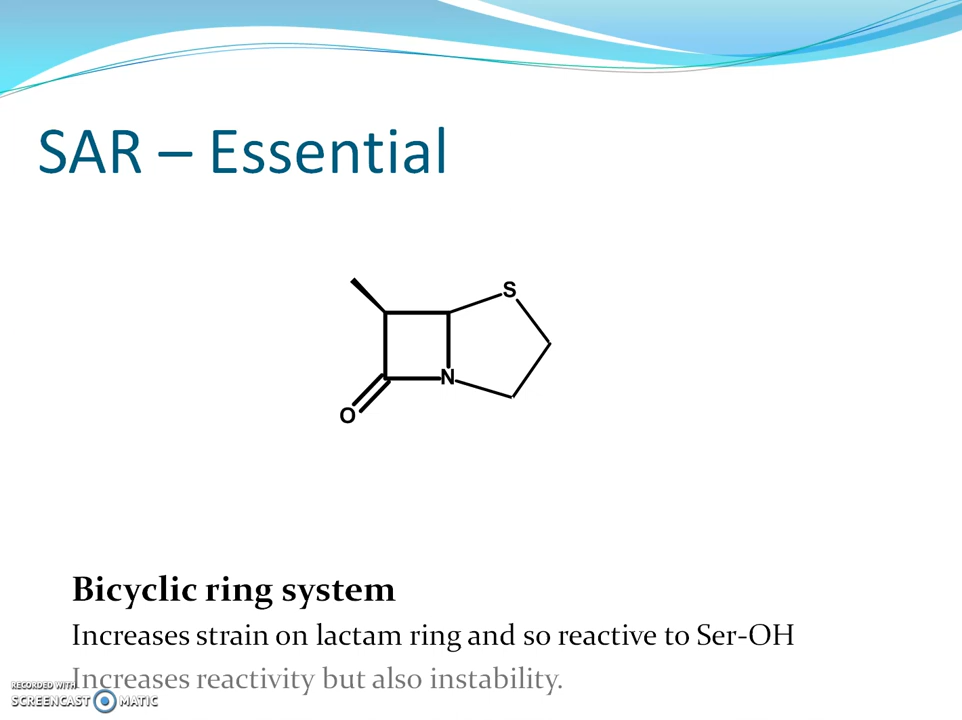 SAR – Essential
S
N
O
Bicyclic ring system
Increases strain on lactam ring and so reactive to Ser-OH
Increases reactivity but also instability.
RECORDED WITH
SCREENCAST MATIC